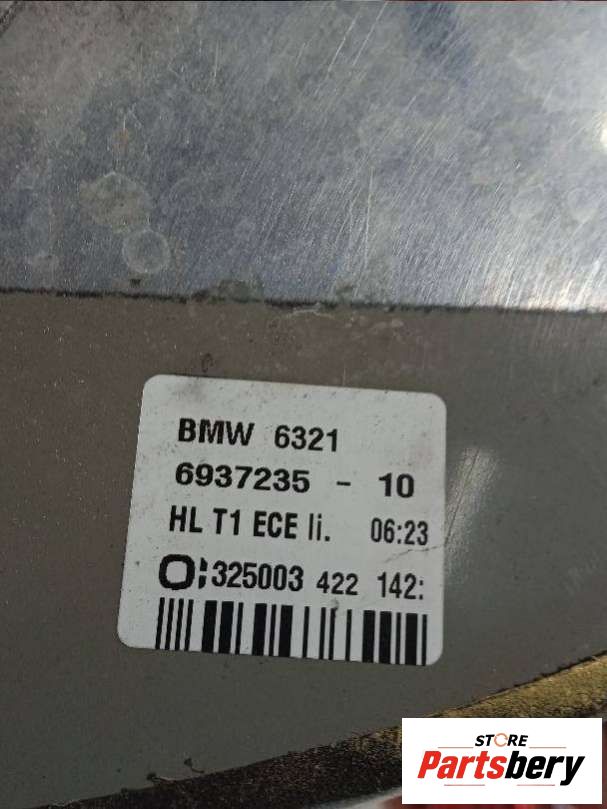 BMW 6321
6937235 - 10
HL T1 ECE li. 06:23
325003 422 142:
STORE
Partsbery